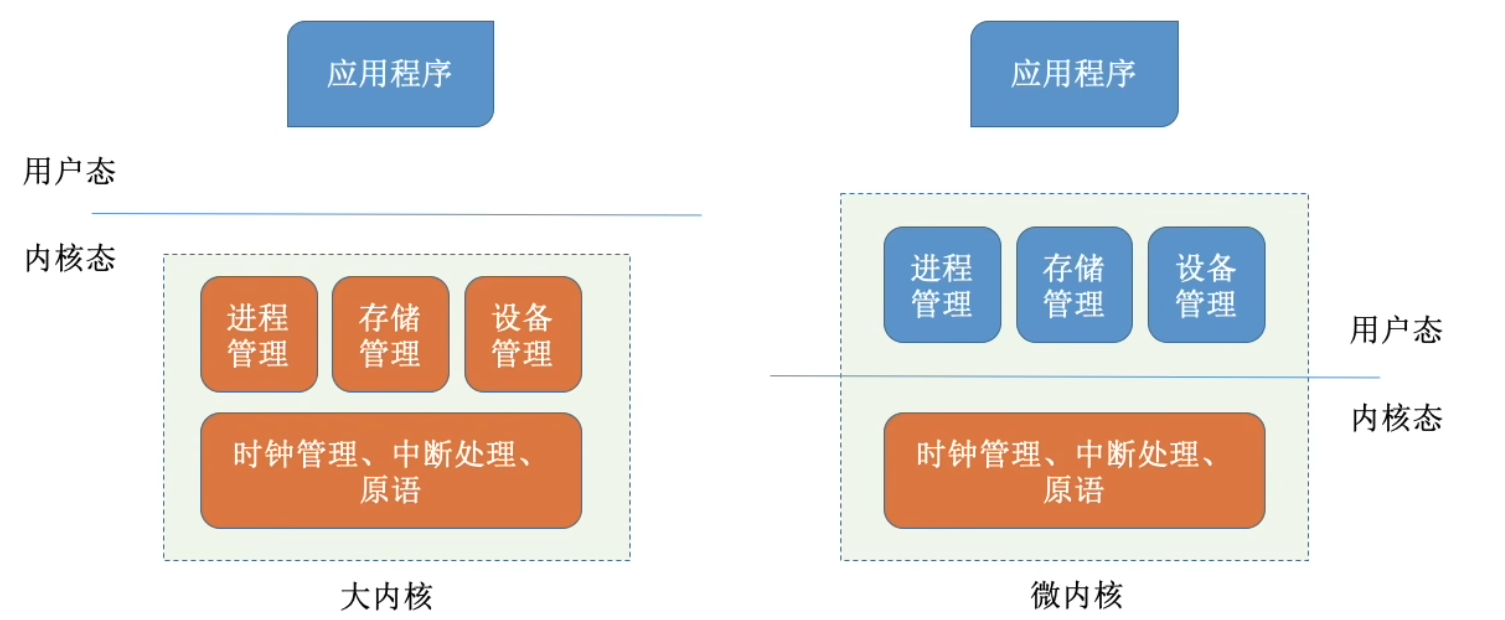 应用程序
用户态
内核态
进程
管理
存储
管理
设备
管理
时钟管理、中断处理、
原语
大内核
应用程序
进程
管理
存储
管理
设备
管理
用户态
内核态
时钟管理、中断处理、
原语
微内核